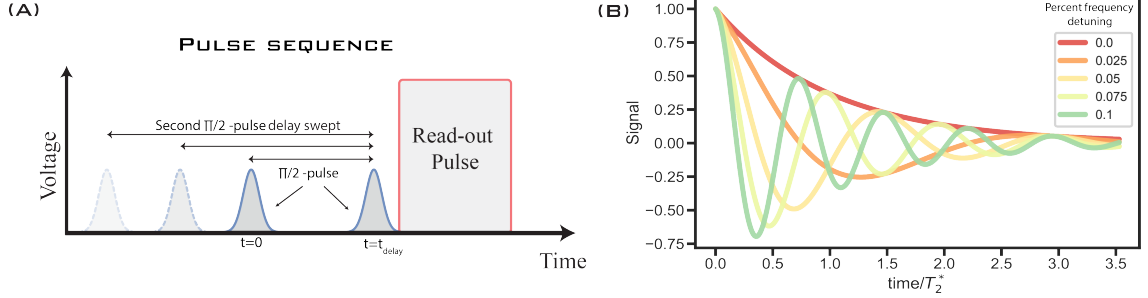 (A)
PULSE SEQUENCE
Voltage
Second ∏/2 -pulse delay swept
∏/2 -pulse
Read-out
Pulse
t=0
t=t_delay
Time
(B)
Signal
1.00
0.75
0.50
0.25
0.00
−0.25
−0.50
−0.75
0.0
0.5
1.0
1.5
2.0
2.5
3.0
3.5
time/T₂*
Percent frequency
detuning
0.0
0.025
0.05
0.075
0.1